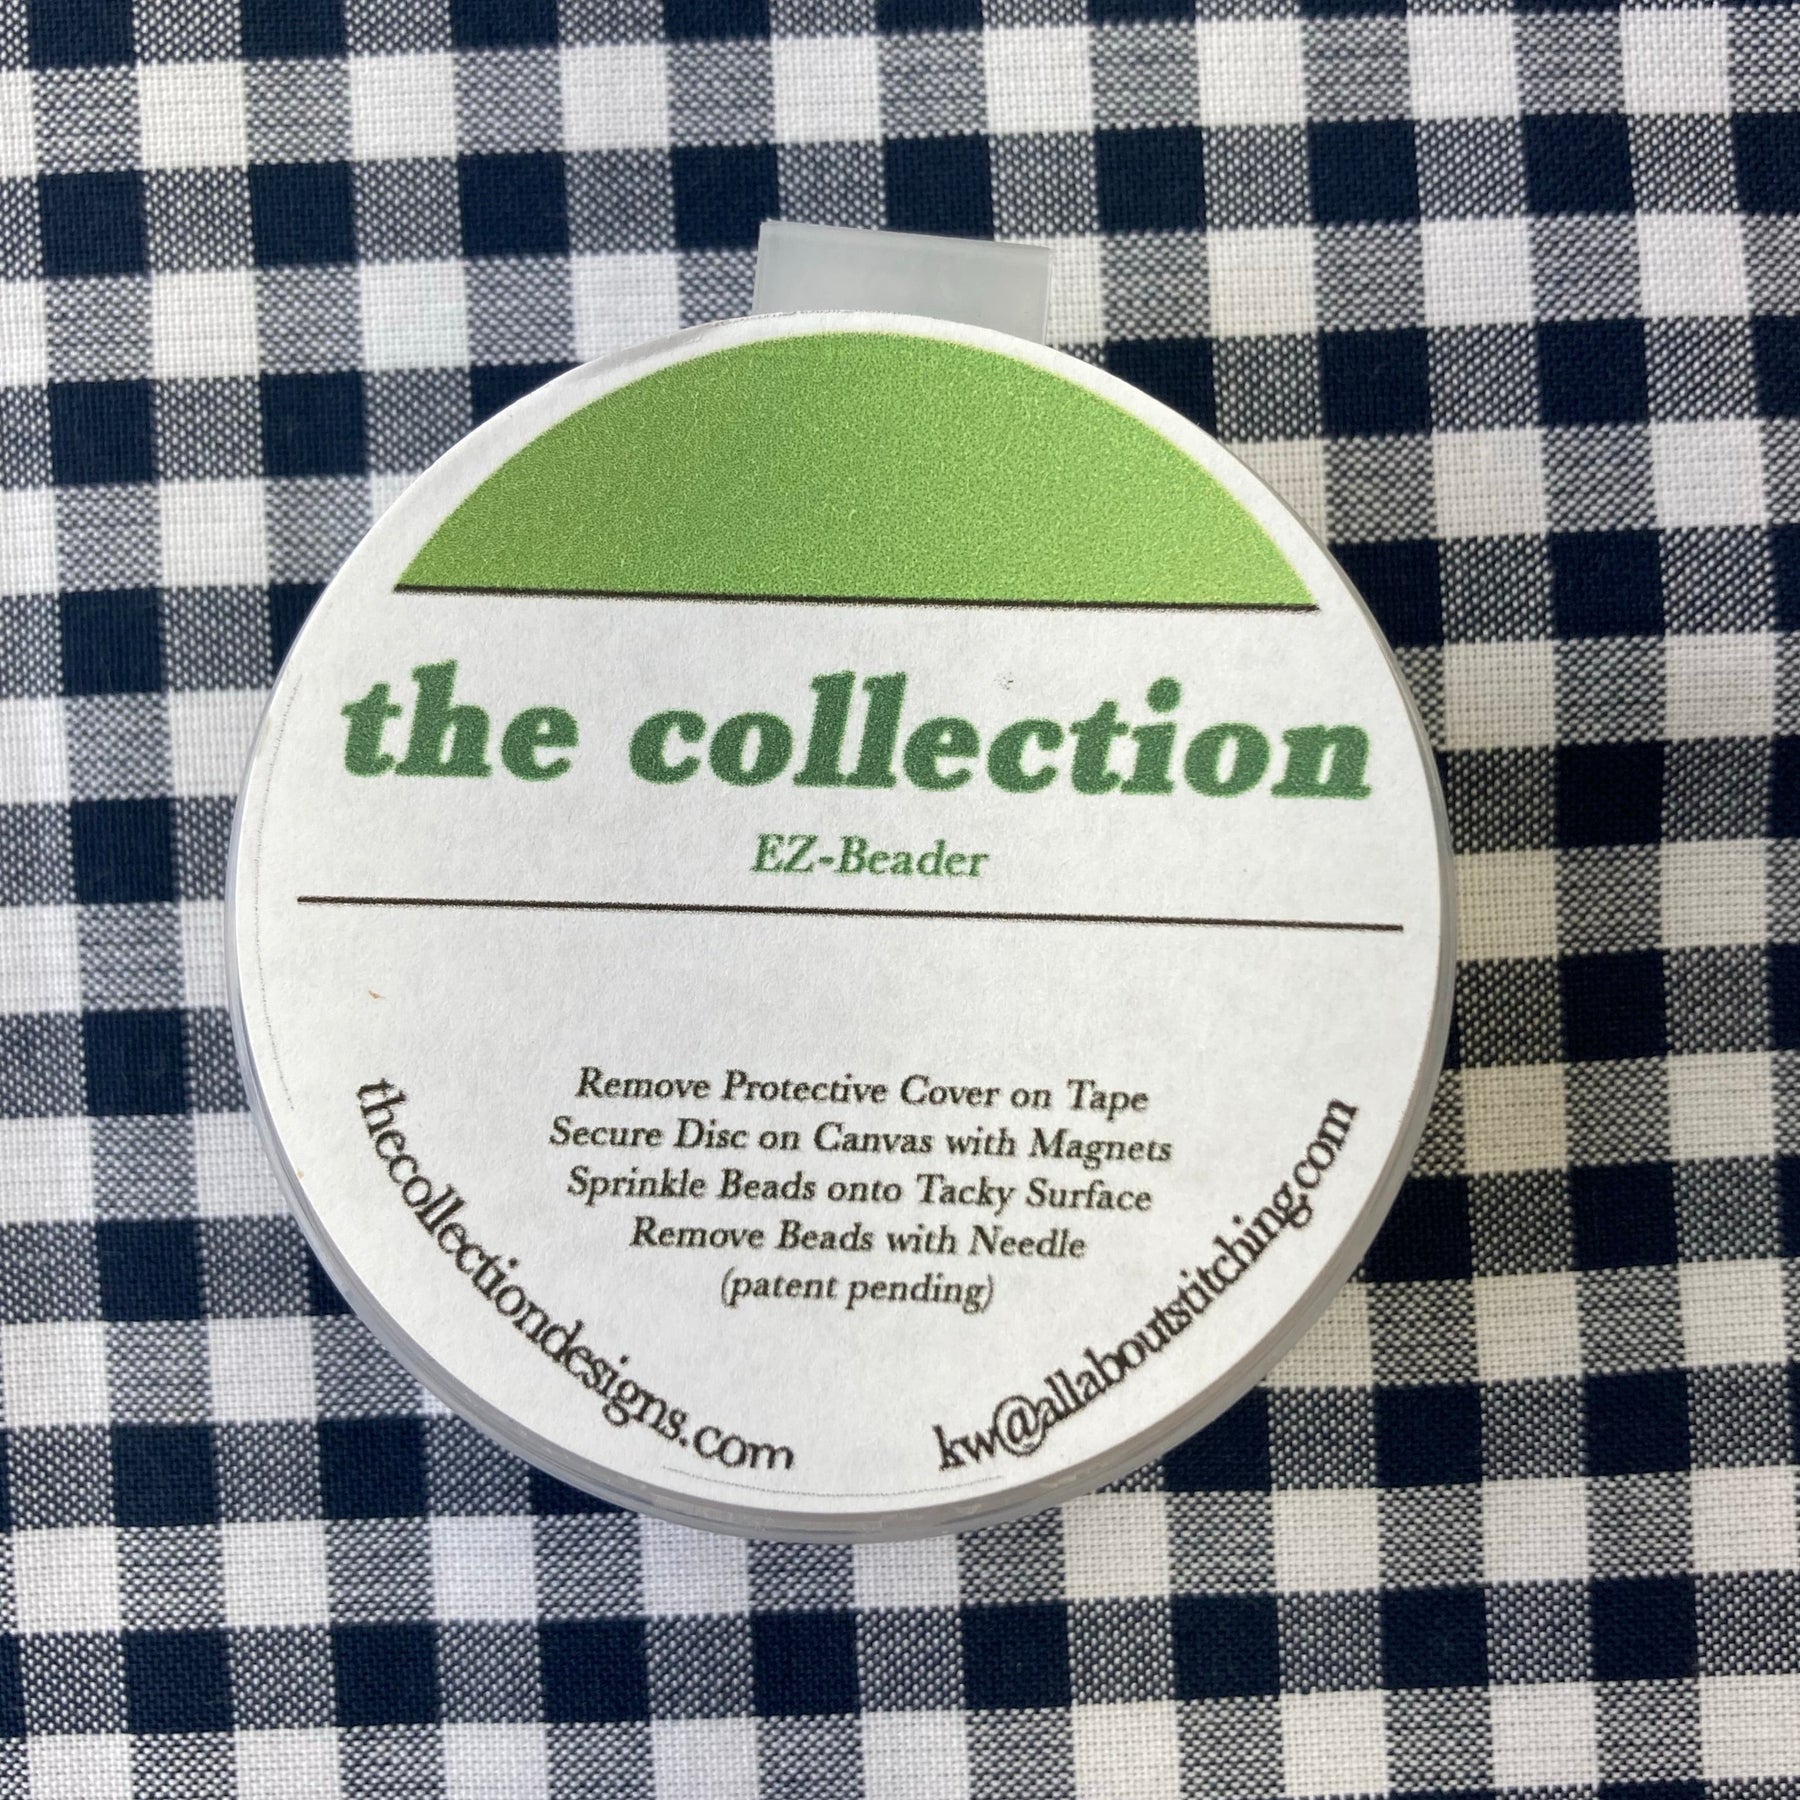 the collection
EZ-Beader
Remove Protective Cover on Tape
Secure Disc on Canvas with Magnets
Sprinkle Beads onto Tacky Surface
Remove Beads with Needle
(patent pending)
thecollectiondesigns.com
kw@allaboutstitching.com